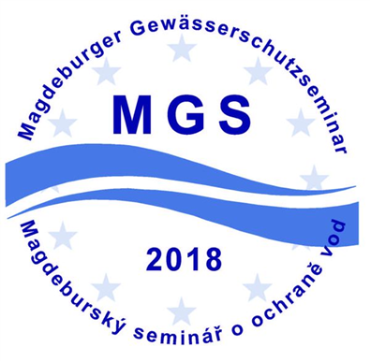 Magdeburger Gewässerschutzseminar
MGS
2018
Magdeburský seminář o ochraně vod